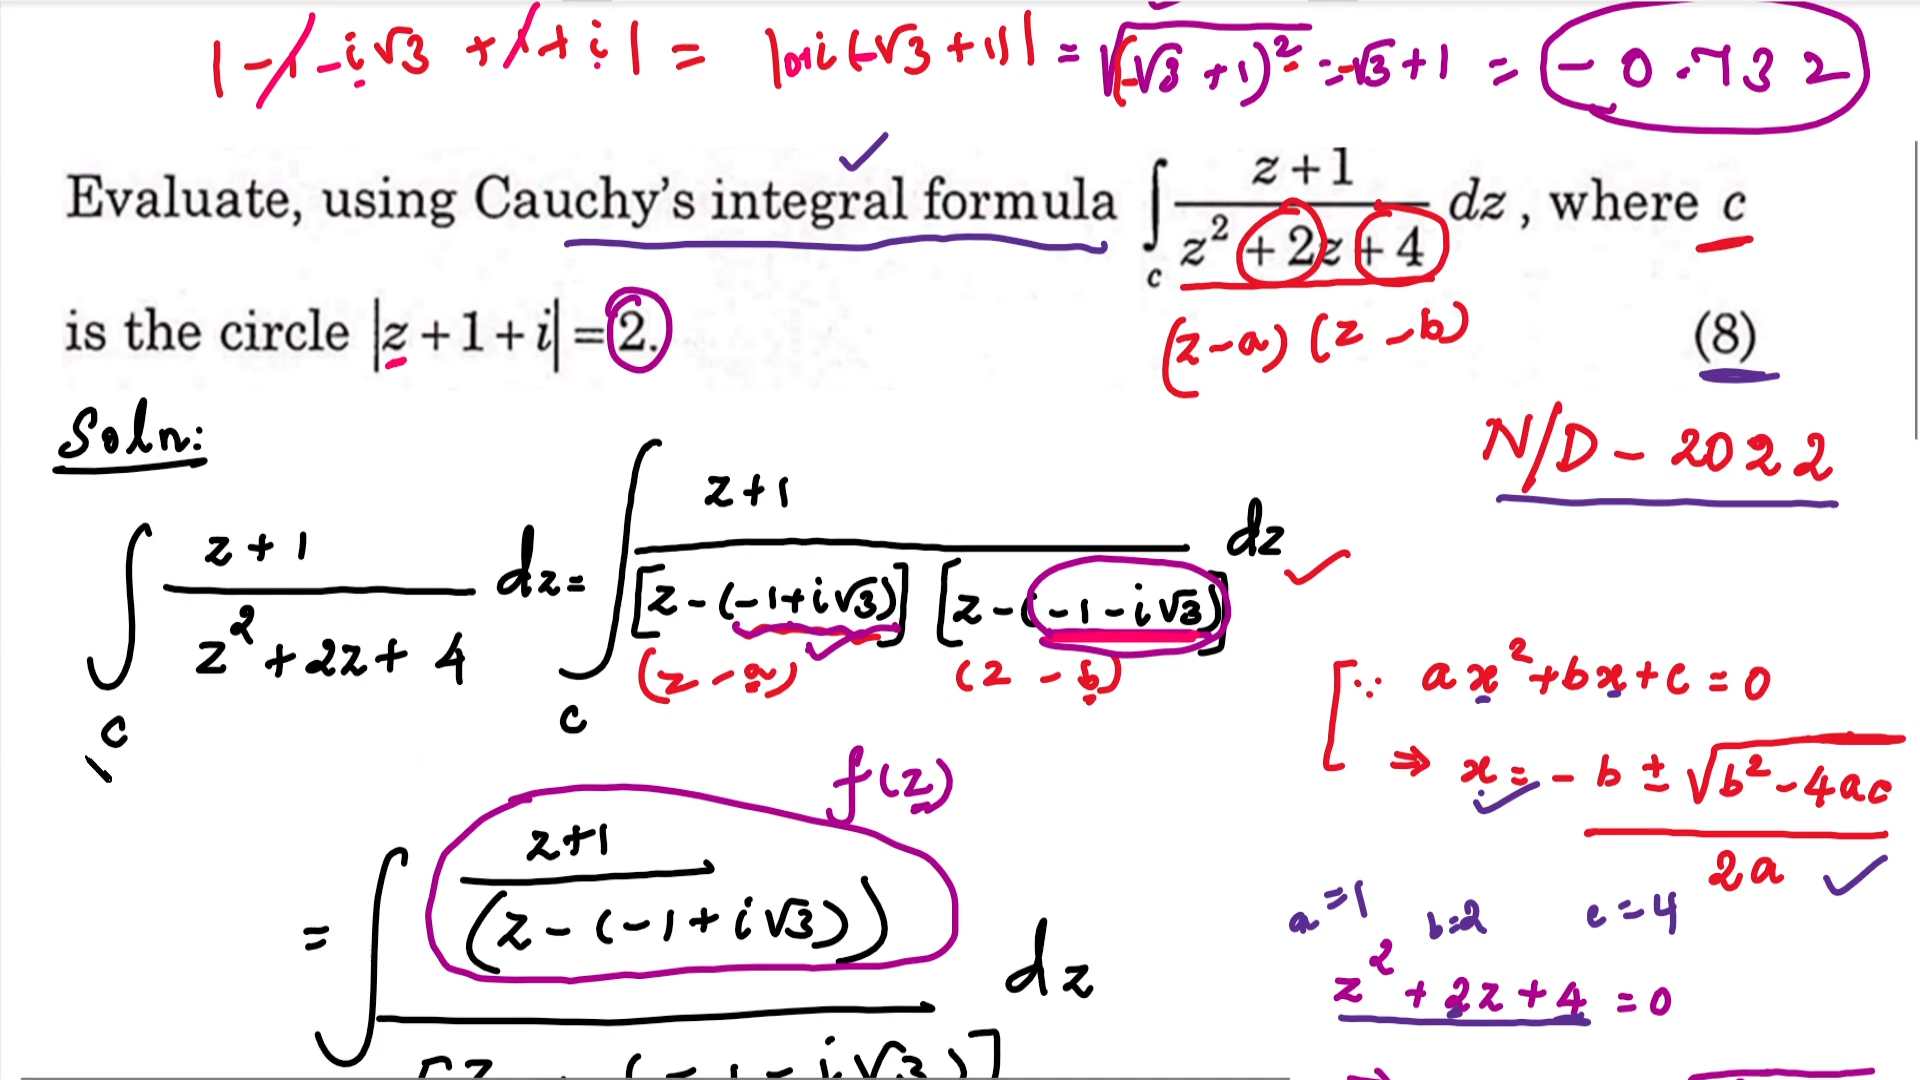 |-1-i√3 +1+i| = |0+i(-√3+1)| = √(-√3+1)² = -√3+1 = -0.732
Evaluate, using Cauchy's integral formula ∫c (z+1)/(z²+2z+4) dz, where c
is the circle |z+1+i|=2. (8)
(z-a)(z-b)
N/D-2022
Soln:
∫c (z+1)/(z²+2z+4) dz = ∫c (z+1)/([z-(-1+i√3)][z-(-1-i√3)]) dz
(z-a) (z-b)
[∵ ax²+bx+c=0
⇒ x = -b±√b²-4ac / 2a
f(z)
= ∫ (z+1)/(z-(-1+i√3)) dz
[z-(-1-i√3)]
a=1 b=2 c=4
z²+2z+4=0